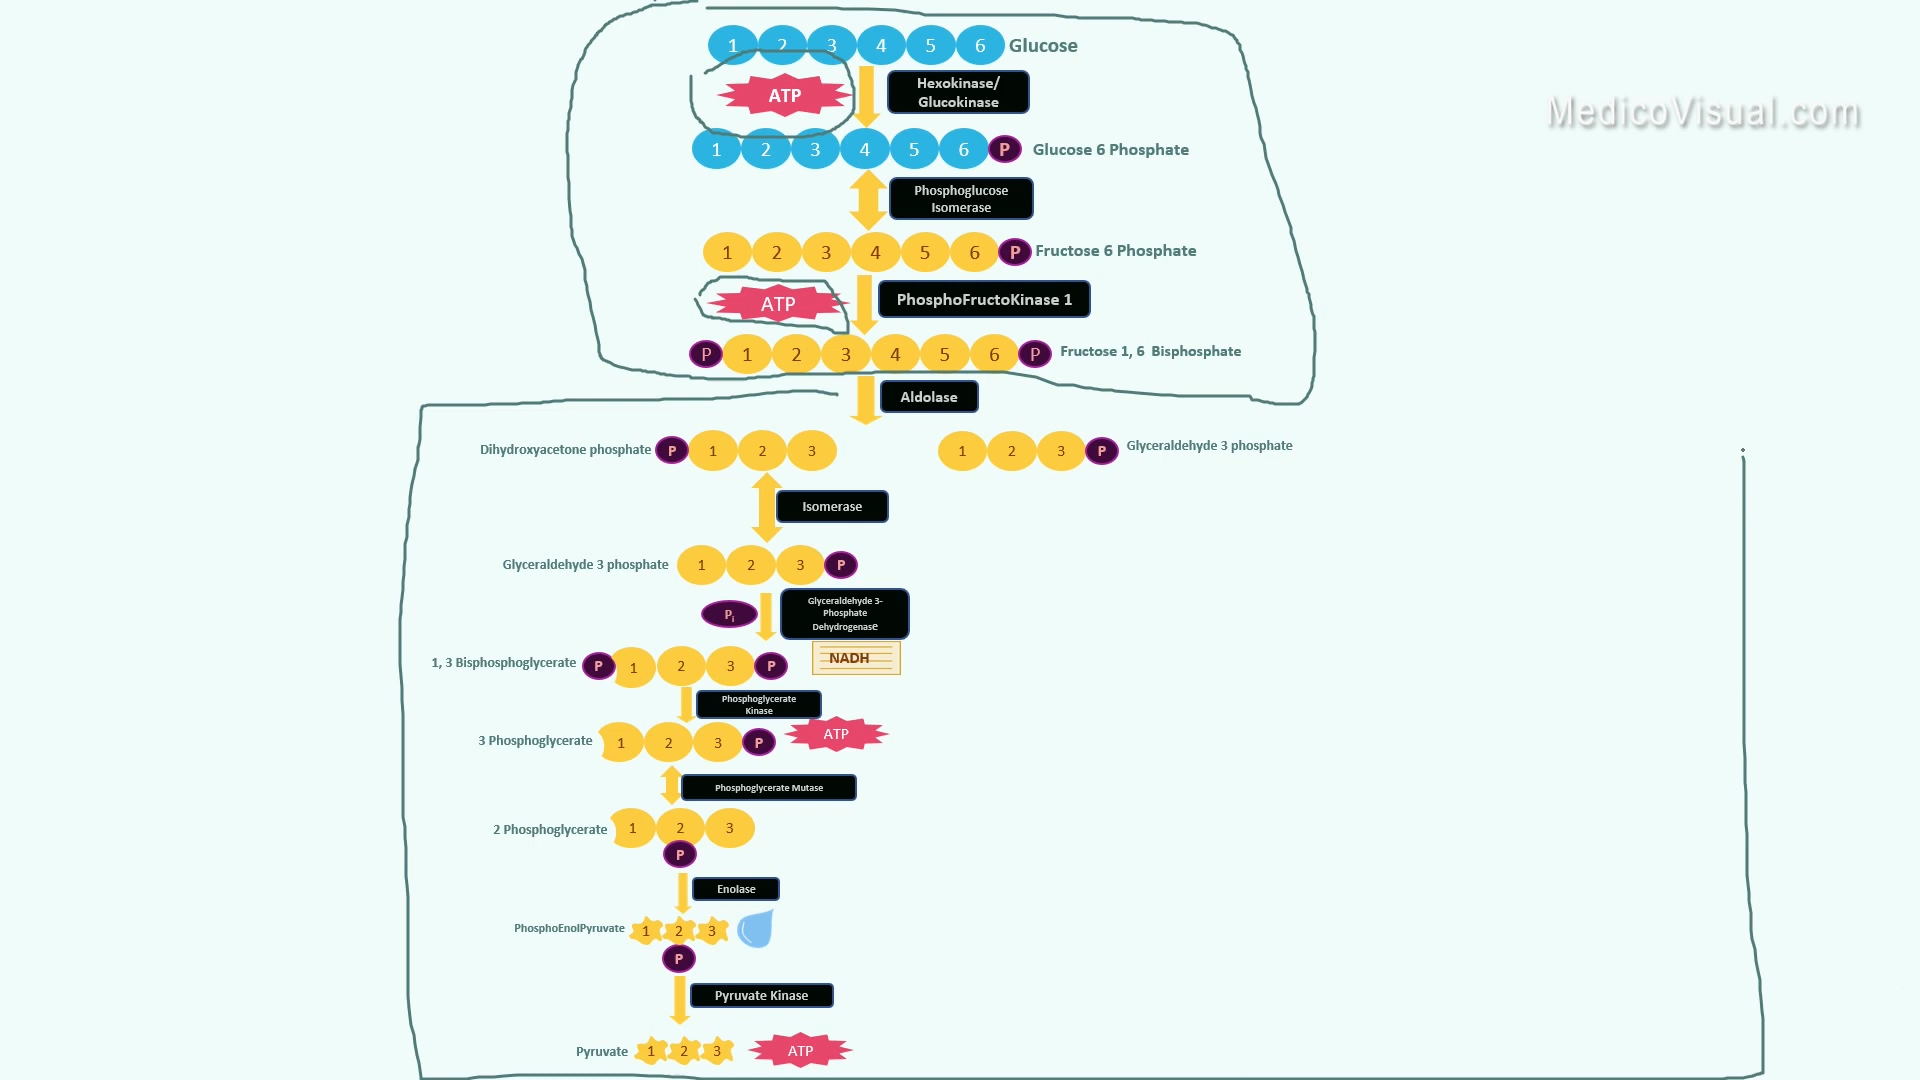 1 2 3 4 5 6 Glucose
ATP
Hexokinase/
Glucokinase
MedicoVisual.com
1 2 3 4 5 6 P Glucose 6 Phosphate
Phosphoglucose
Isomerase
1 2 3 4 5 6 P Fructose 6 Phosphate
ATP
PhosphoFructoKinase 1
P 1 2 3 4 5 6 P Fructose 1, 6 Bisphosphate
Aldolase
Dihydroxyacetone phosphate P 1 2 3
1 2 3 P Glyceraldehyde 3 phosphate
Isomerase
Glyceraldehyde 3 phosphate 1 2 3 P
Pi
Glyceraldehyde 3-
Phosphate
Dehydrogenase
NADH
1, 3 Bisphosphoglycerate P 1 2 3 P
Phosphoglycerate
Kinase
3 Phosphoglycerate 1 2 3 P
ATP
Phosphoglycerate Mutase
2 Phosphoglycerate 1 2 3
P
Enolase
PhosphoEnolPyruvate 1 2 3
P
Pyruvate Kinase
Pyruvate 1 2 3
ATP